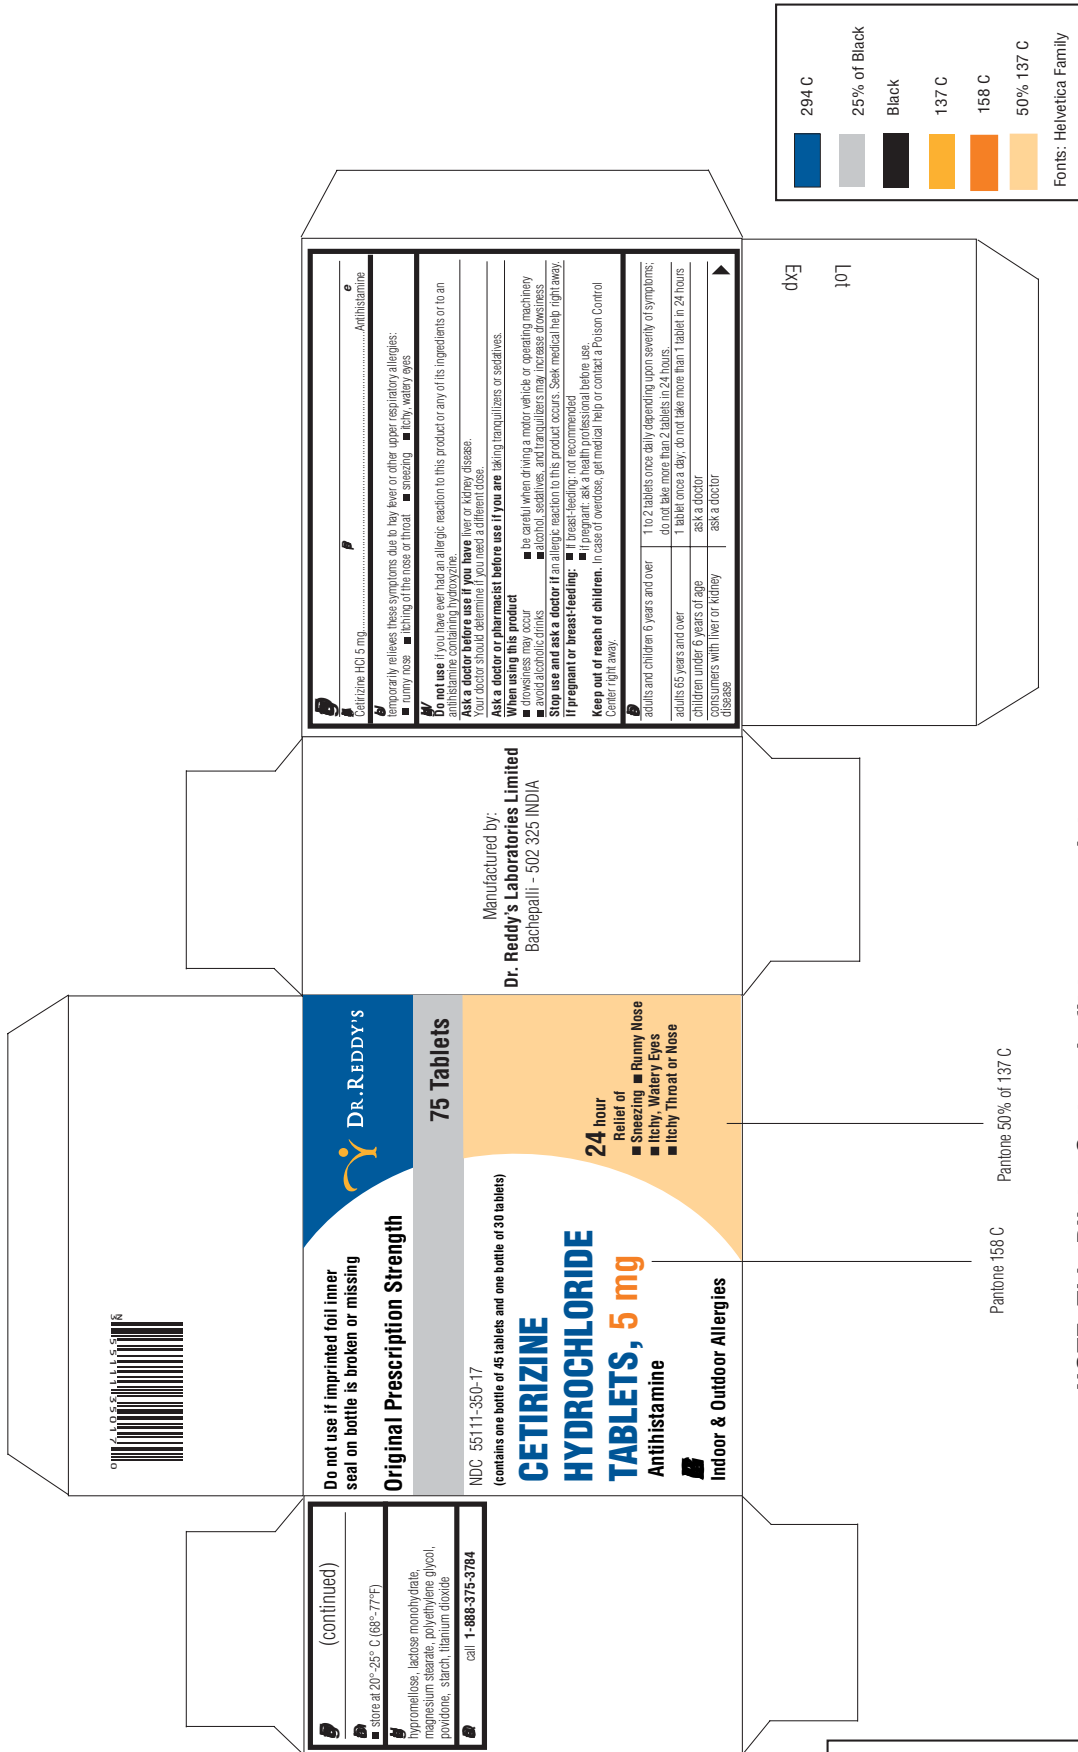 294 C
25% of Black
Black
137 C
158 C
50% 137 C
Fonts: Helvetica Family
Cetirizine HCl 5 mg......Antihistamine
temporarily relieves these symptoms due to hay fever or other upper respiratory allergies:
■ runny nose ■ itching of the nose or throat ■ sneezing ■ itchy, watery eyes
Do not use if you have ever had an allergic reaction to this product or any of its ingredients or to an
antihistamine containing hydroxyzine.
Ask a doctor before use if you have liver or kidney disease.
Your doctor should determine if you need a different dose.
Ask a doctor or pharmacist before use if you are taking tranquilizers or sedatives.
When using this product
■ drowsiness may occur ■ be careful when driving a motor vehicle or operating machinery
■ avoid alcoholic drinks ■ alcohol, sedatives, and tranquilizers may increase drowsiness
Stop use and ask a doctor if an allergic reaction to this product occurs. Seek medical help right away.
If pregnant or breast-feeding: ■ If breast-feeding: not recommended
■ if pregnant: ask a health professional before use.
Keep out of reach of children. In case of overdose, get medical help or contact a Poison Control
Center right away.
adults and children 6 years and over 1 to 2 tablets once daily depending upon severity of symptoms;
do not take more than 2 tablets in 24 hours.
adults 65 years and over 1 tablet once a day; do not take more than 1 tablet in 24 hours
children under 6 years of age ask a doctor
consumers with liver or kidney ask a doctor
disease
Exp
Lot
Manufactured by:
Dr. Reddy's Laboratories Limited
Bachepalli - 502 325 INDIA
N
3
55111 35017
0
Do not use if imprinted foil inner
seal on bottle is broken or missing
DR.REDDY'S
Original Prescription Strength
75 Tablets
NDC 55111-350-17
(contains one bottle of 45 tablets and one bottle of 30 tablets)
CETIRIZINE
HYDROCHLORIDE
TABLETS, 5 mg
Antihistamine
24 hour
Relief of
■ Sneezing ■ Runny Nose
■ Itchy, Watery Eyes
■ Itchy Throat or Nose
Indoor & Outdoor Allergies
(continued)
■ store at 20°-25° C (68°-77°F)
hypromellose, lactose monohydrate,
magnesium stearate, polyethylene glycol,
povidone, starch, titanium dioxide
call 1-888-375-3784
Pantone 158 C
Pantone 50% of 137 C